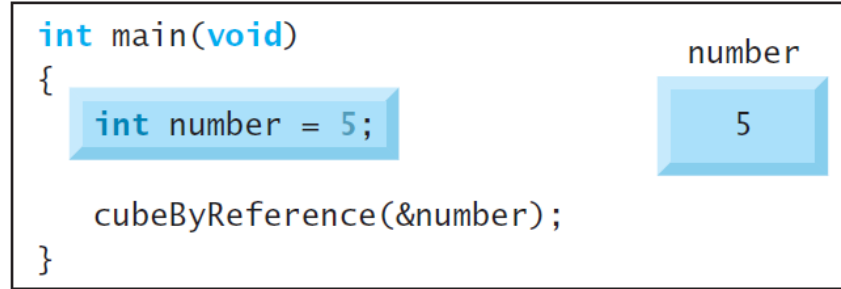 int main(void)
{
int number = 5;
cubeByReference(&number);
}
number
5